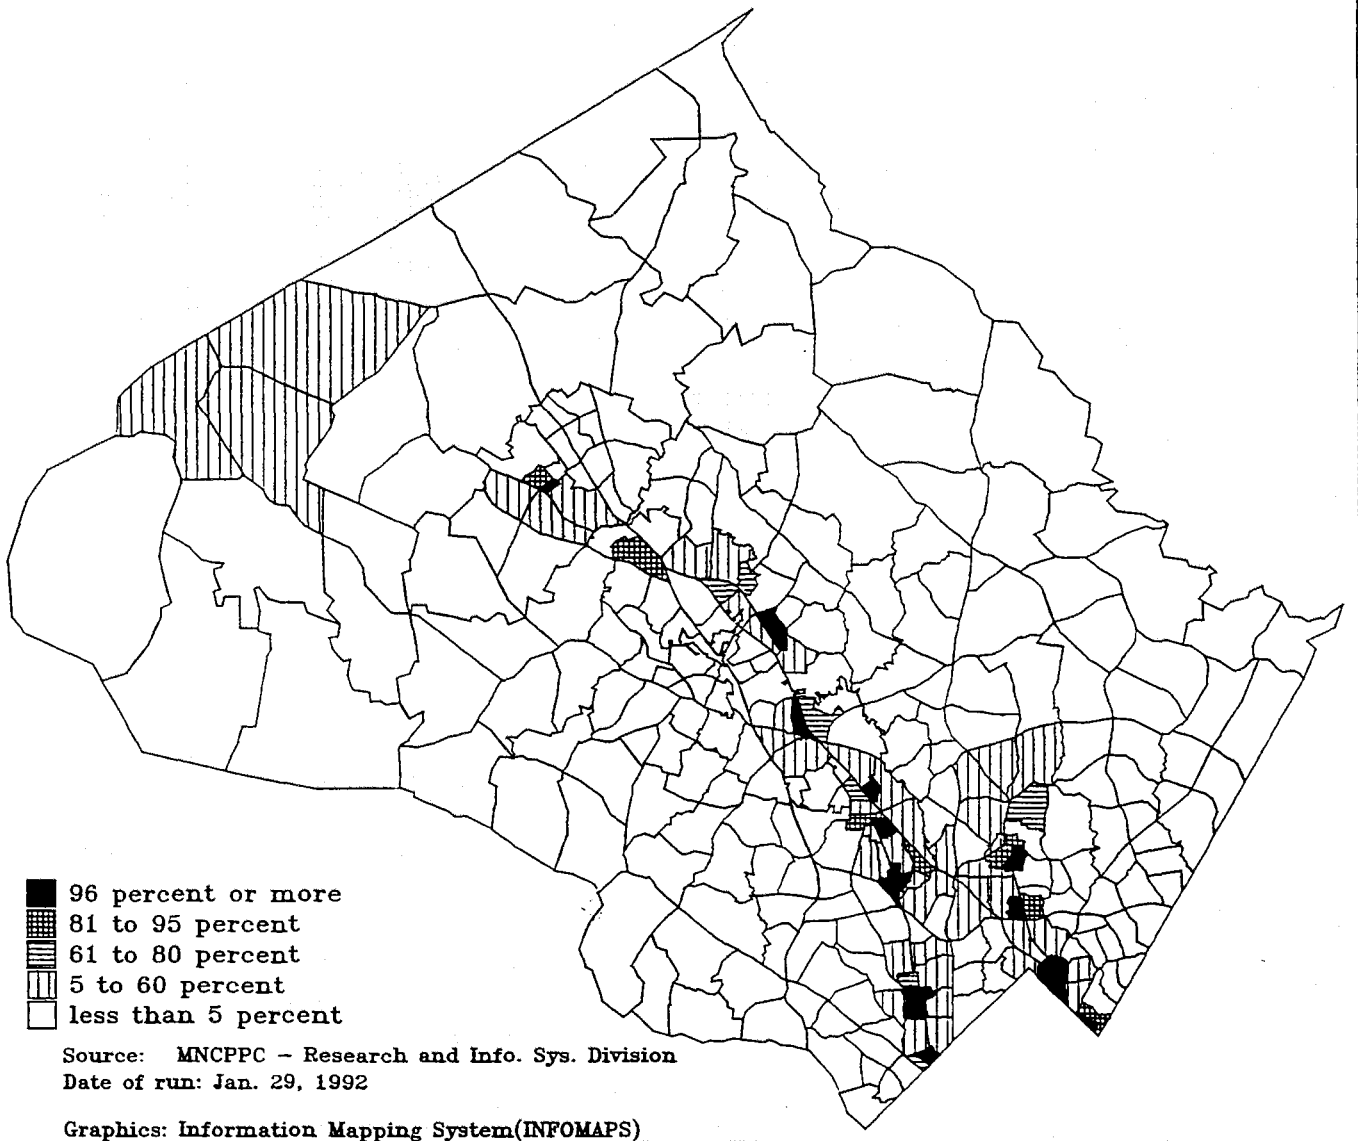 96 percent or more
81 to 95 percent
61 to 80 percent
5 to 60 percent
less than 5 percent
Source: MNCPPC - Research and Info. Sys. Division
Date of run: Jan. 29, 1992
Graphics: Information Mapping System(INFOMAPS)